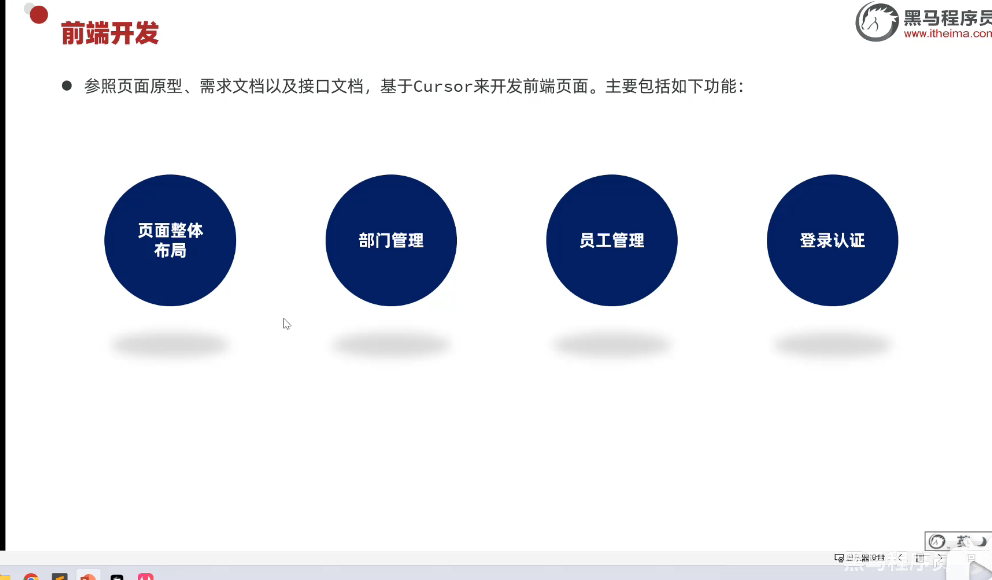 前端开发
黑马程序员
www.itheima.com
参照页面原型、需求文档以及接口文档，基于Cursor来开发前端页面。主要包括如下功能：
页面整体
布局
部门管理
员工管理
登录认证